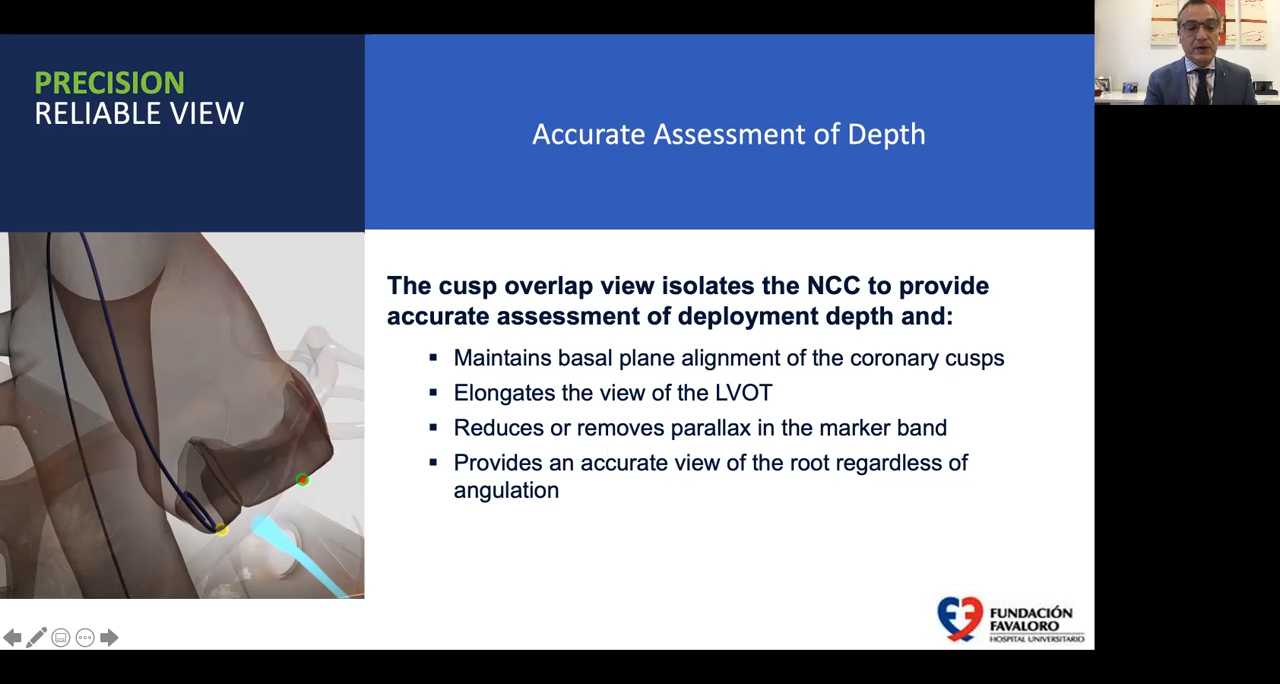 PRECISION
RELIABLE VIEW
Accurate Assessment of Depth
The cusp overlap view isolates the NCC to provide
accurate assessment of deployment depth and:
▪ Maintains basal plane alignment of the coronary cusps
▪ Elongates the view of the LVOT
▪ Reduces or removes parallax in the marker band
▪ Provides an accurate view of the root regardless of
angulation
FUNDACIÓN
FAVALORO
HOSPITAL UNIVERSITARIO